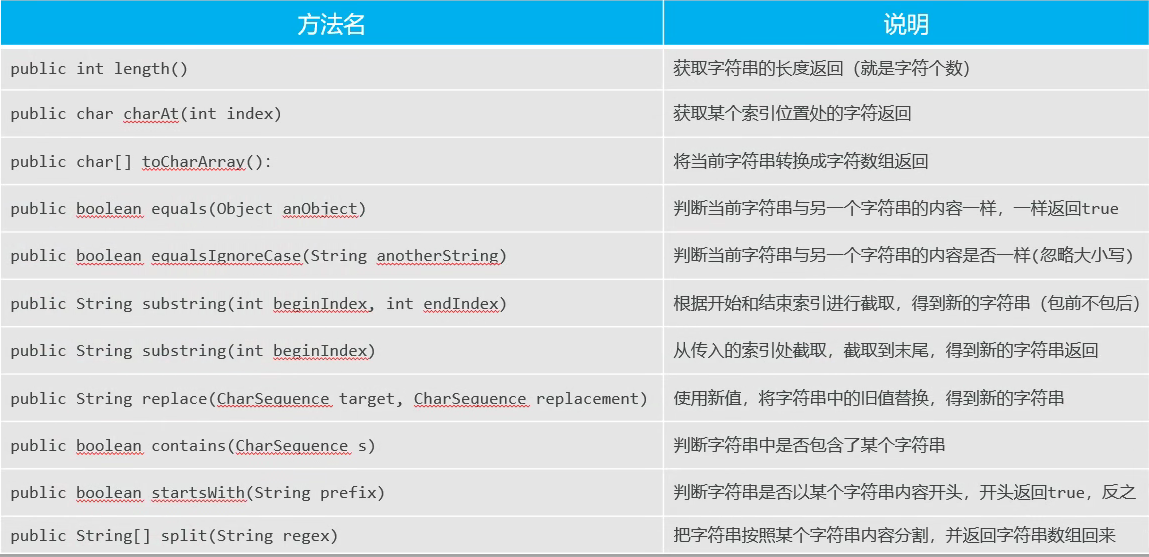 方法名 说明
public int length() 获取字符串的长度返回（就是字符个数）
public char charAt(int index) 获取某个索引位置处的字符返回
public char[] toCharArray(): 将当前字符串转换成字符数组返回
public boolean equals(Object anObject) 判断当前字符串与另一个字符串的内容一样，一样返回true
public boolean equalsIgnoreCase(String anotherString) 判断当前字符串与另一个字符串的内容是否一样(忽略大小写)
public String substring(int beginIndex, int endIndex) 根据开始和结束索引进行截取，得到新的字符串（包前不包后）
public String substring(int beginIndex) 从传入的索引处截取，截取到末尾，得到新的字符串返回
public String replace(CharSequence target, CharSequence replacement) 使用新值，将字符串中的旧值替换，得到新的字符串
public boolean contains(CharSequence s) 判断字符串中是否包含了某个字符串
public boolean startsWith(String prefix) 判断字符串是否以某个字符串内容开头，开头返回true，反之
public String[] split(String regex) 把字符串按照某个字符串内容分割，并返回字符串数组回来